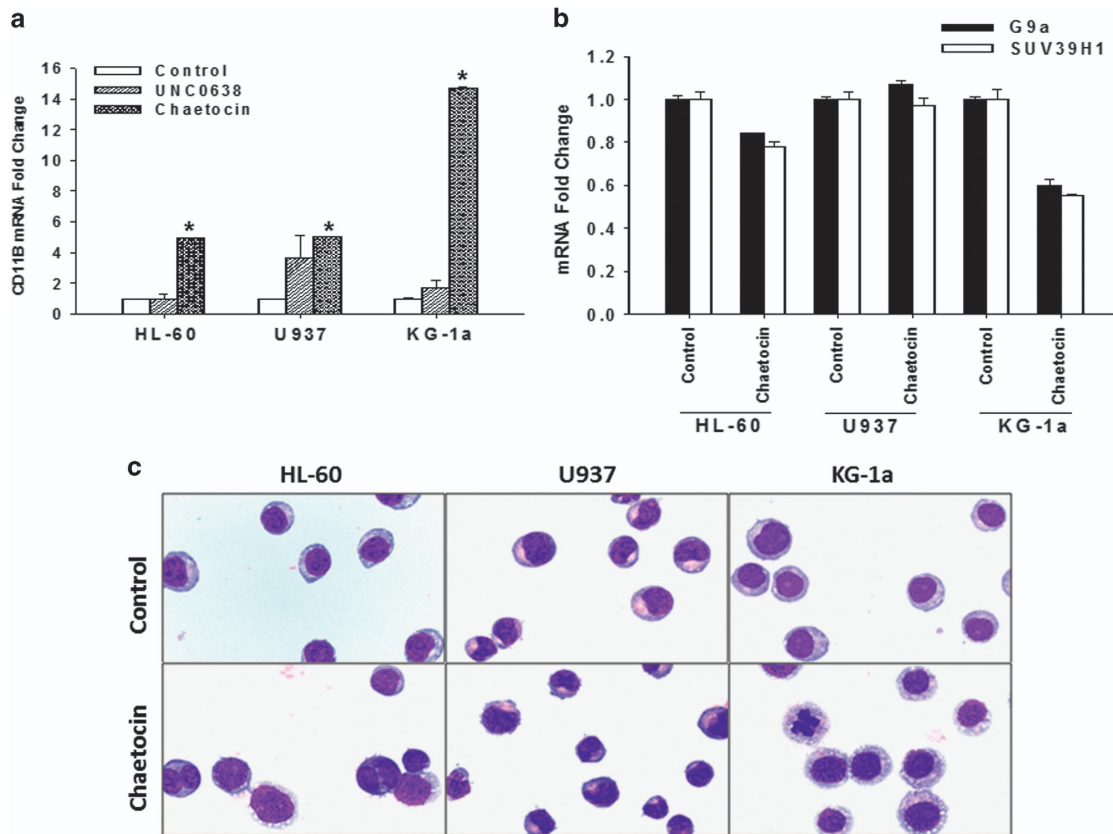 a
Control
UNC0638
Chaetocin
CD11B mRNA Fold Change
16
14
12
10
8
6
4
2
0
*
*
*
HL-60
U937
KG-1a
b
G9a
SUV39H1
mRNA Fold Change
1.2
1.0
0.8
0.6
0.4
0.2
0.0
Control
Chaetocin
Control
Chaetocin
Control
Chaetocin
HL-60
U937
KG-1a
c
HL-60
U937
KG-1a
Control
Chaetocin